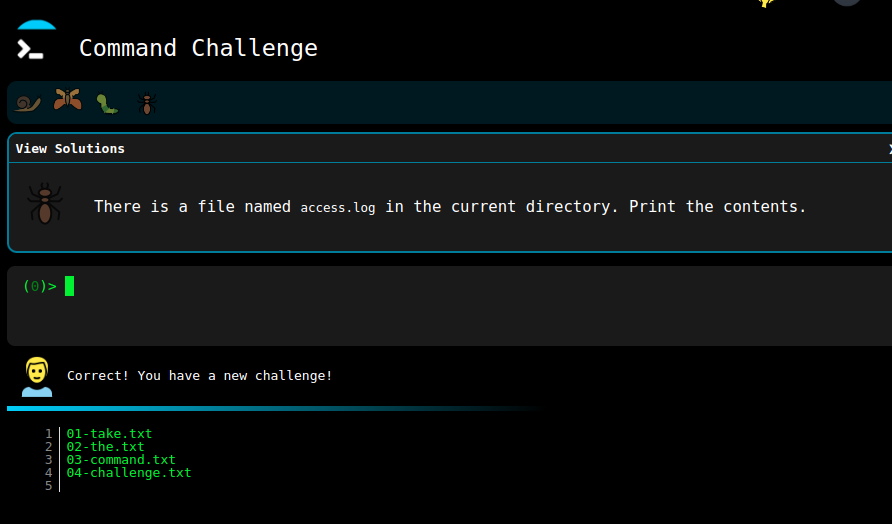 Command Challenge
View Solutions
There is a file named access.log in the current directory. Print the contents.
(0)>
Correct! You have a new challenge!
1 01-take.txt
2 02-the.txt
3 03-command.txt
4 04-challenge.txt
5